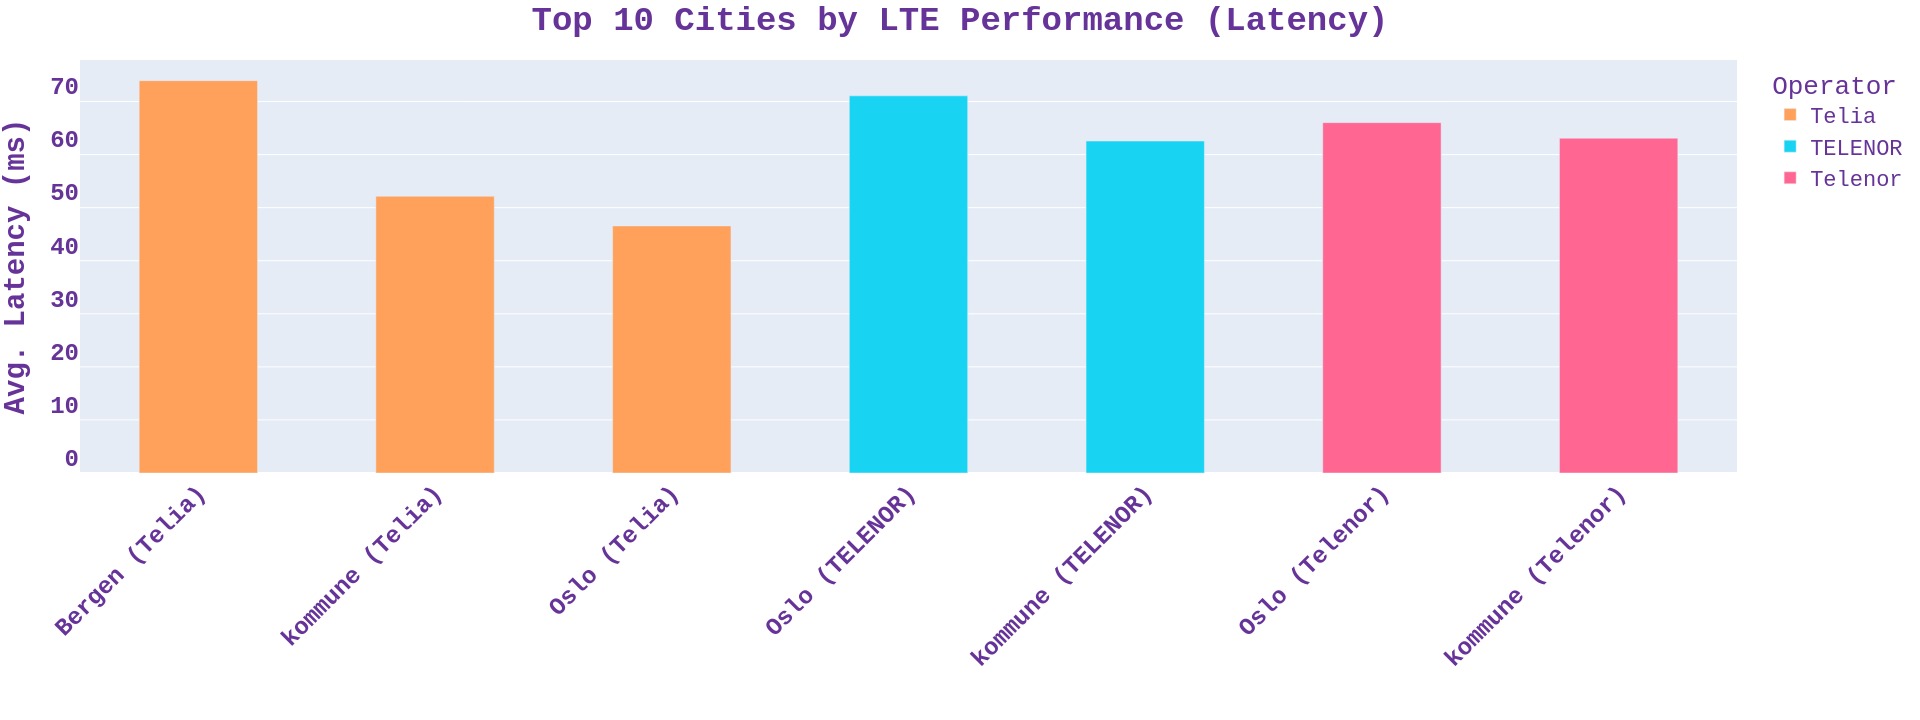 Top 10 Cities by LTE Performance (Latency)
Avg. Latency (ms)
70
60
50
40
30
20
10
0
Bergen (Telia)
kommune (Telia)
Oslo (Telia)
Oslo (TELENOR)
kommune (TELENOR)
Oslo (Telenor)
kommune (Telenor)
Operator
Telia
TELENOR
Telenor